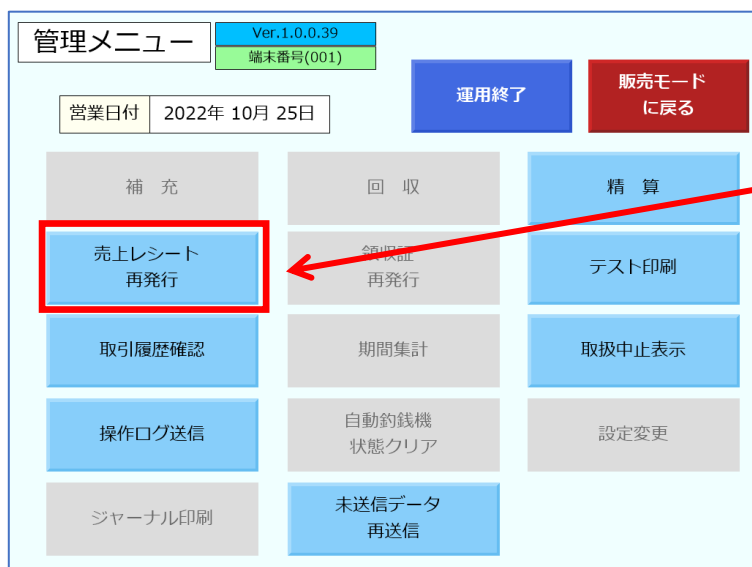 管理メニュー
Ver.1.0.0.39
端末番号(001)
運用終了
販売モード
に戻る
営業日付 2022年 10月 25日
補 充
回 収
精 算
売上レシート
再発行
領収証
再発行
テスト印刷
取引履歴確認
期間集計
取扱中止表示
操作ログ送信
自動釣銭機
状態クリア
設定変更
ジャーナル印刷
未送信データ
再送信